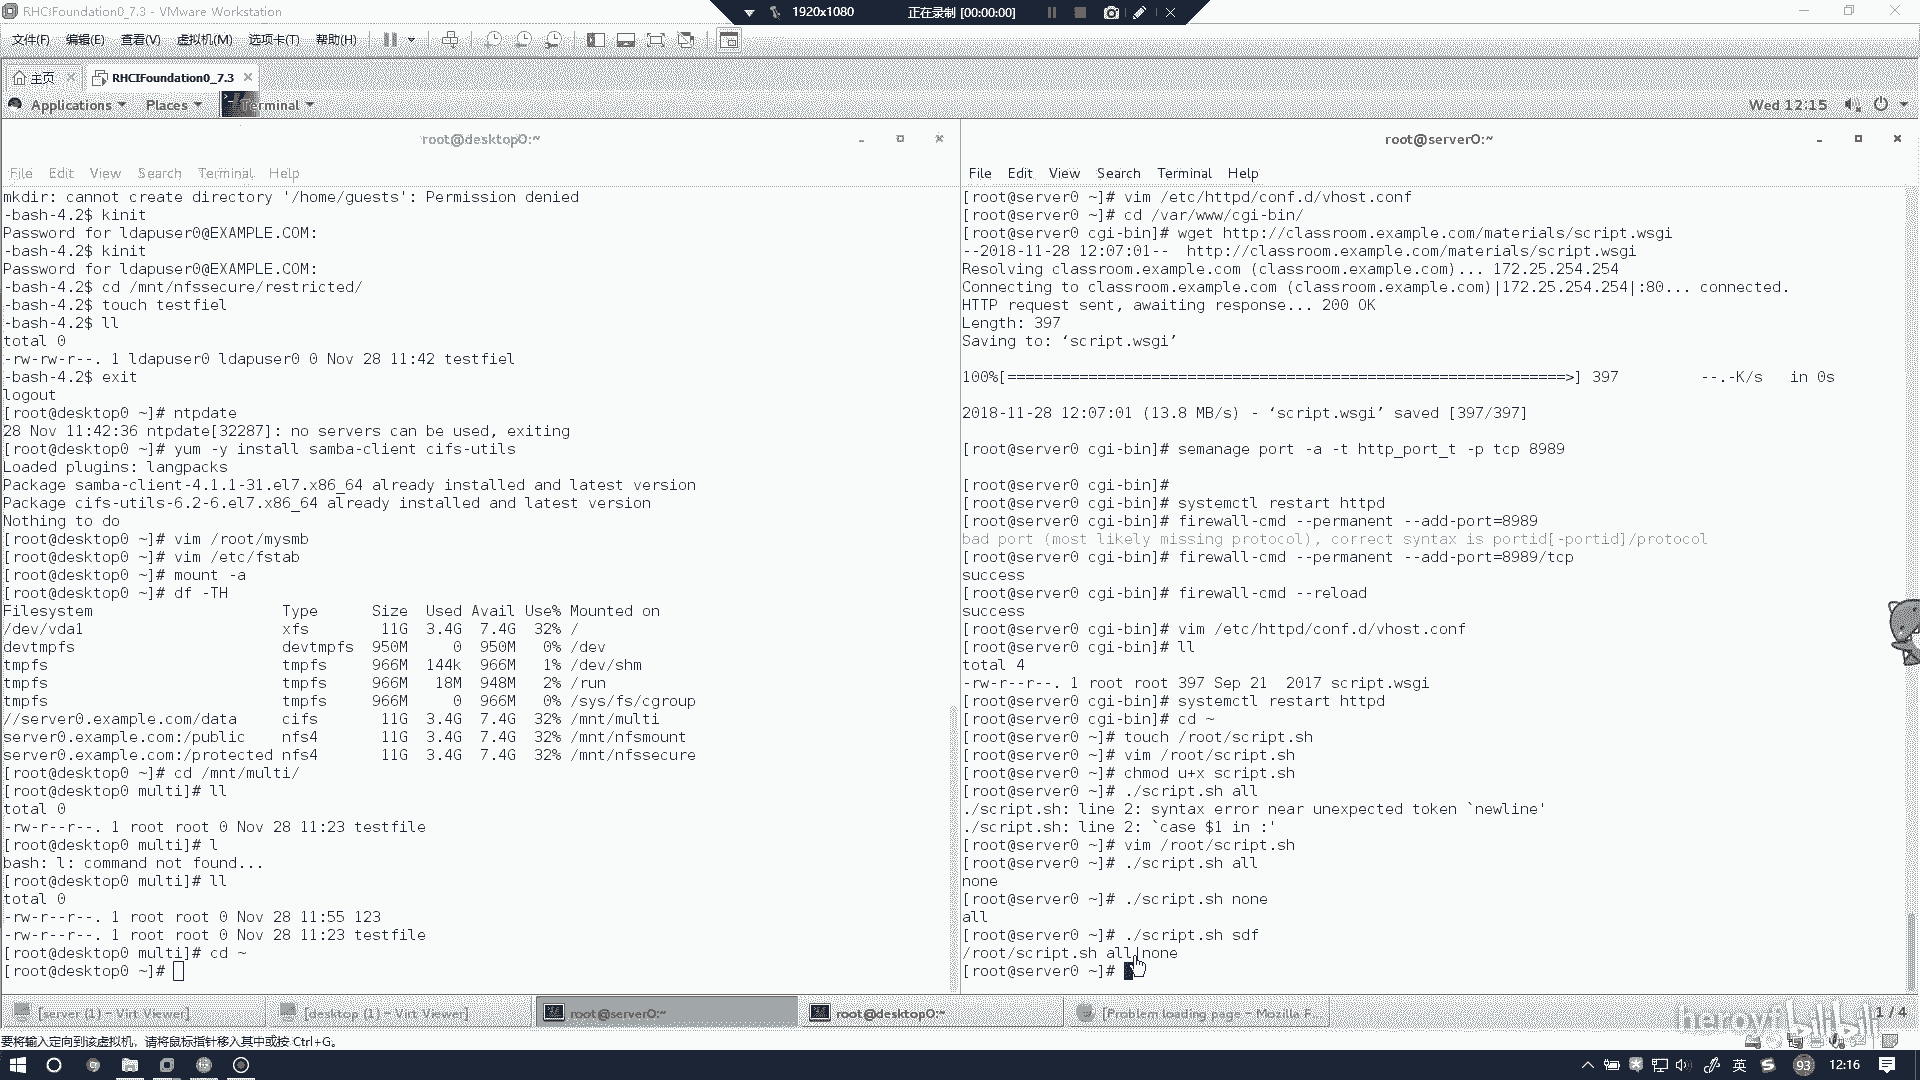 RHCIFoundation0_7.3 - VMware Workstation
1920x1080
正在录制 [00:00:00]
文件(F) 编辑(E) 查看(V) 虚拟机(M) 选项卡(T) 帮助(H)
主页
RHCIFoundation0_7.3
Applications Places Terminal
Wed 12:15
root@desktop0:~
File Edit View Search Terminal Help
mkdir: cannot create directory '/home/guests': Permission denied
-bash-4.2$ kinit
Password for ldapuser0@EXAMPLE.COM:
-bash-4.2$ kinit
Password for ldapuser0@EXAMPLE.COM:
-bash-4.2$ cd /mnt/nfssecure/restricted/
-bash-4.2$ touch testfiel
-bash-4.2$ ll
total 0
-rw-rw-r--. 1 ldapuser0 ldapuser0 0 Nov 28 11:42 testfiel
-bash-4.2$ exit
logout
[root@desktop0 ~]# ntpdate
28 Nov 11:42:36 ntpdate[32287]: no servers can be used, exiting
[root@desktop0 ~]# yum -y install samba-client cifs-utils
Loaded plugins: langpacks
Package samba-client-4.1.1-31.el7.x86_64 already installed and latest version
Package cifs-utils-6.2-6.el7.x86_64 already installed and latest version
Nothing to do
[root@desktop0 ~]# vim /root/mysmb
[root@desktop0 ~]# vim /etc/fstab
[root@desktop0 ~]# mount -a
[root@desktop0 ~]# df -TH
Filesystem Type Size Used Avail Use% Mounted on
/dev/vda1 xfs 11G 3.4G 7.4G 32% /
devtmpfs devtmpfs 950M 0 950M 0% /dev
tmpfs tmpfs 966M 144k 966M 1% /dev/shm
tmpfs tmpfs 966M 18M 948M 2% /run
tmpfs tmpfs 966M 0 966M 0% /sys/fs/cgroup
//server0.example.com/data cifs 11G 3.4G 7.4G 32% /mnt/multi
server0.example.com:/public nfs4 11G 3.4G 7.4G 32% /mnt/nfsmount
server0.example.com:/protected nfs4 11G 3.4G 7.4G 32% /mnt/nfssecure
[root@desktop0 ~]# cd /mnt/multi/
[root@desktop0 multi]# ll
total 0
-rw-r--r--. 1 root root 0 Nov 28 11:23 testfile
[root@desktop0 multi]# l
bash: l: command not found...
[root@desktop0 multi]# ll
total 0
-rw-r--r--. 1 root root 0 Nov 28 11:55 123
-rw-r--r--. 1 root root 0 Nov 28 11:23 testfile
[root@desktop0 multi]# cd ~
[root@desktop0 ~]#
root@server0:~
File Edit View Search Terminal Help
[root@server0 ~]# vim /etc/httpd/conf.d/vhost.conf
[root@server0 ~]# cd /var/www/cgi-bin/
[root@server0 cgi-bin]# wget http://classroom.example.com/materials/script.wsgi
--2018-11-28 12:07:01-- http://classroom.example.com/materials/script.wsgi
Resolving classroom.example.com (classroom.example.com)... 172.25.254.254
Connecting to classroom.example.com (classroom.example.com)|172.25.254.254|:80... connected.
HTTP request sent, awaiting response... 200 OK
Length: 397
Saving to: ‘script.wsgi’
100%[==============================================================>] 397 --.-K/s in 0s
2018-11-28 12:07:01 (13.8 MB/s) - ‘script.wsgi’ saved [397/397]
[root@server0 cgi-bin]# semanage port -a -t http_port_t -p tcp 8989
[root@server0 cgi-bin]#
[root@server0 cgi-bin]# systemctl restart httpd
[root@server0 cgi-bin]# firewall-cmd --permanent --add-port=8989
bad port (most likely missing protocol), correct syntax is portid[-portid]/protocol
[root@server0 cgi-bin]# firewall-cmd --permanent --add-port=8989/tcp
success
[root@server0 cgi-bin]# firewall-cmd --reload
success
[root@server0 cgi-bin]# vim /etc/httpd/conf.d/vhost.conf
[root@server0 cgi-bin]# ll
total 4
-rw-r--r--. 1 root root 397 Sep 21 2017 script.wsgi
[root@server0 cgi-bin]# systemctl restart httpd
[root@server0 cgi-bin]# cd ~
[root@server0 ~]# touch /root/script.sh
[root@server0 ~]# vim /root/script.sh
[root@server0 ~]# chmod u+x script.sh
[root@server0 ~]# ./script.sh all
./script.sh: line 2: syntax error near unexpected token `newline'
./script.sh: line 2: `case $1 in :'
[root@server0 ~]# vim /root/script.sh
[root@server0 ~]# ./script.sh all
none
[root@server0 ~]# ./script.sh none
all
[root@server0 ~]# ./script.sh sdf
/root/script.sh all|none
[root@server0 ~]#
[server (1) - Virt Viewer]
[desktop (1) - Virt Viewer]
root@server0:~
root@desktop0:~
[Problem loading page - Mozilla F...
bilibili
1 / 4
要将输入定向到该虚拟机，请将鼠标指针移入其中或按 Ctrl+G。
英
93
12:16